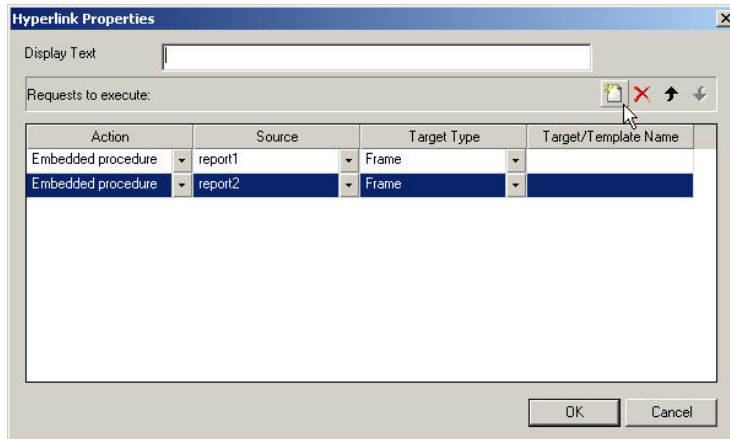 Hyperlink Properties
Display Text
Requests to execute:
Action Source Target Type Target/Template Name
Embedded procedure report1 Frame
Embedded procedure report2 Frame
OK Cancel